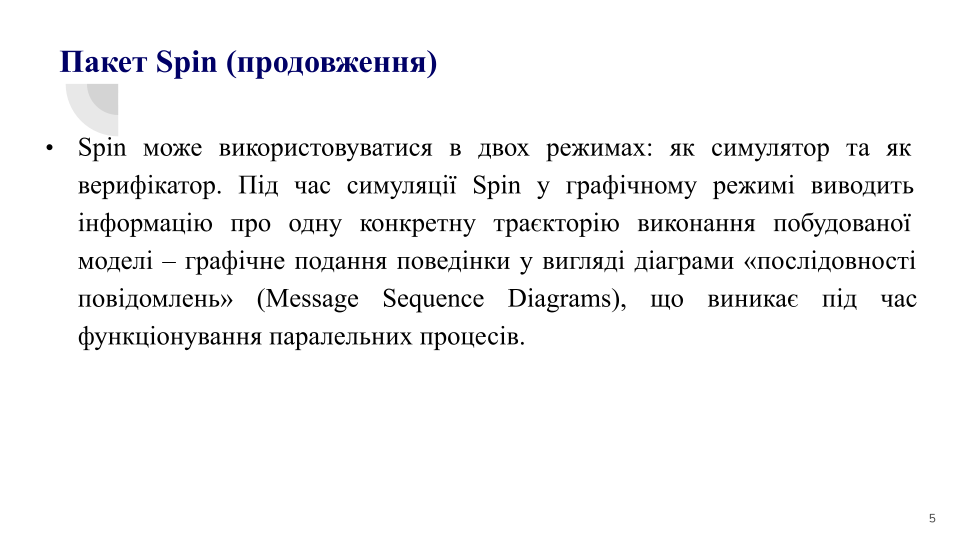 Пакет Spin (продовження)
• Spin може використовуватися в двох режимах: як симулятор та як
верифікатор. Під час симуляції Spin у графічному режимі виводить
інформацію про одну конкретну траєкторію виконання побудованої
моделі – графічне подання поведінки у вигляді діаграми «послідовності
повідомлень» (Message Sequence Diagrams), що виникає під час
функціонування паралельних процесів.
5